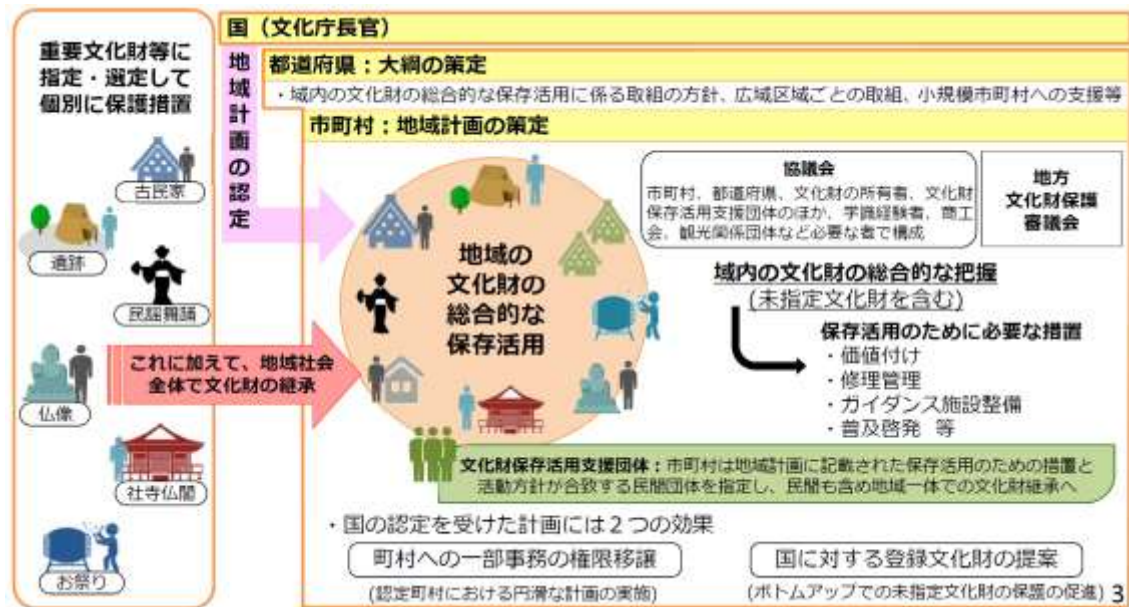 重要文化財等に
指定・選定して
個別に保護措置
古民家
遺跡
民謡舞踊
仏像
社寺仏閣
お祭り
国(文化庁長官)
地域計画の認定
都道府県:大綱の策定
・域内の文化財の総合的な保存活用に係る取組の方針、広域区域ごとの取組、小規模市町村への支援等
市町村:地域計画の策定
地域の
文化財の
総合的な
保存活用
これに加えて、地域社会
全体で文化財の継承
協議会
市町村、都道府県、文化財の所有者、文化財
保存活用支援団体のほか、学識経験者、商工
会、観光関係団体など必要な者で構成
地方
文化財保護
審議会
域内の文化財の総合的な把握
(未指定文化財を含む)
保存活用のために必要な措置
・価値付け
・修理管理
・ガイダンス施設整備
・普及啓発 等
文化財保存活用支援団体:市町村は地域計画に記載された保存活用のための措置と
活動方針が合致する民間団体を指定し、民間も含め地域一体での文化財継承へ
・国の認定を受けた計画には2つの効果
町村への一部事務の権限移譲
(認定町村における円滑な計画の実施)
国に対する登録文化財の提案
(ボトムアップでの未指定文化財の保護の促進)
3